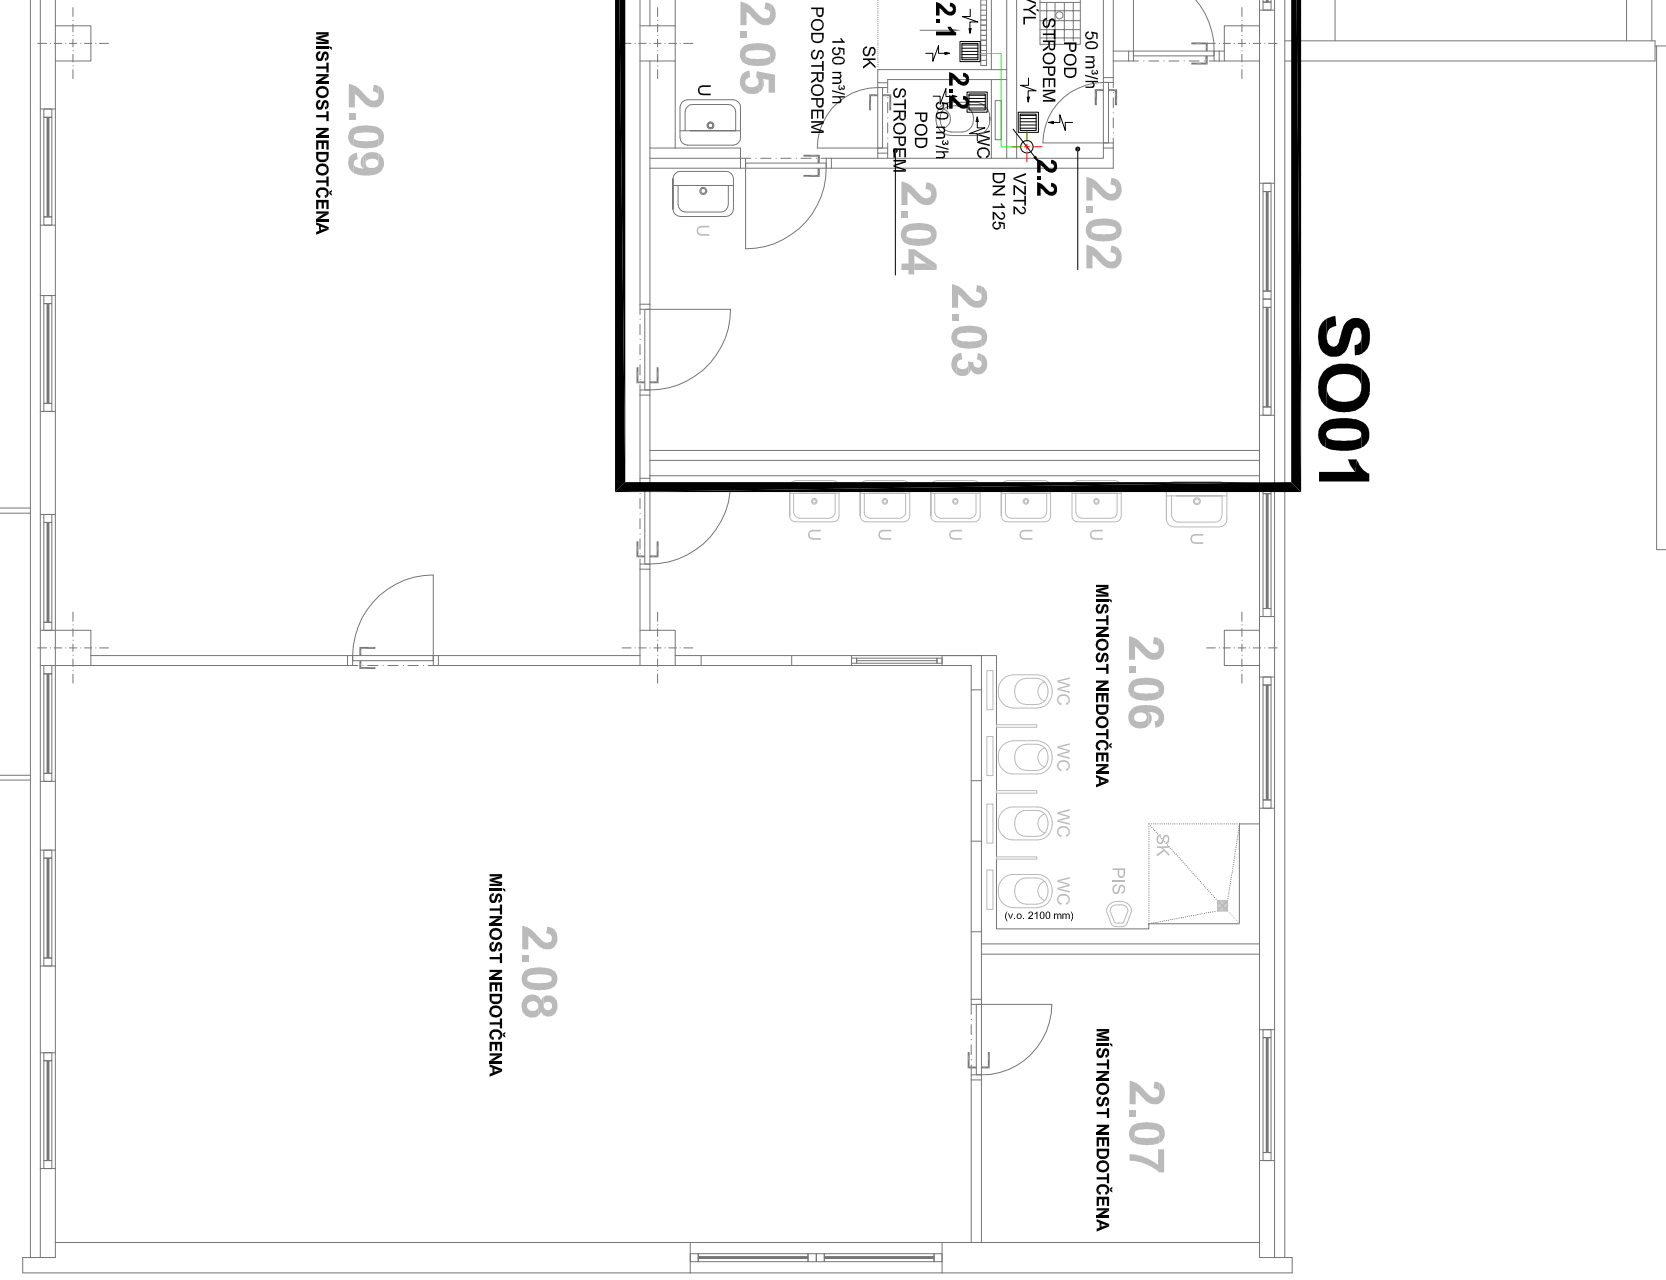 2.05
150 m³/h
POD STROPEM
SK
U
2.1
2.2
50 m³/h
POD
STROPEM
WC
VÝL
50 m³/h
POD
STROPEM
2.2
VZT2
DN 125
2.02
2.04
2.03
U
SO01
2.09
MÍSTNOST NEDOTČENA
U
U
U
U
U
U
2.06
MÍSTNOST NEDOTČENA
WC
WC
WC
WC
(v.o. 2100 mm)
PIS
SK
2.08
MÍSTNOST NEDOTČENA
2.07
MÍSTNOST NEDOTČENA